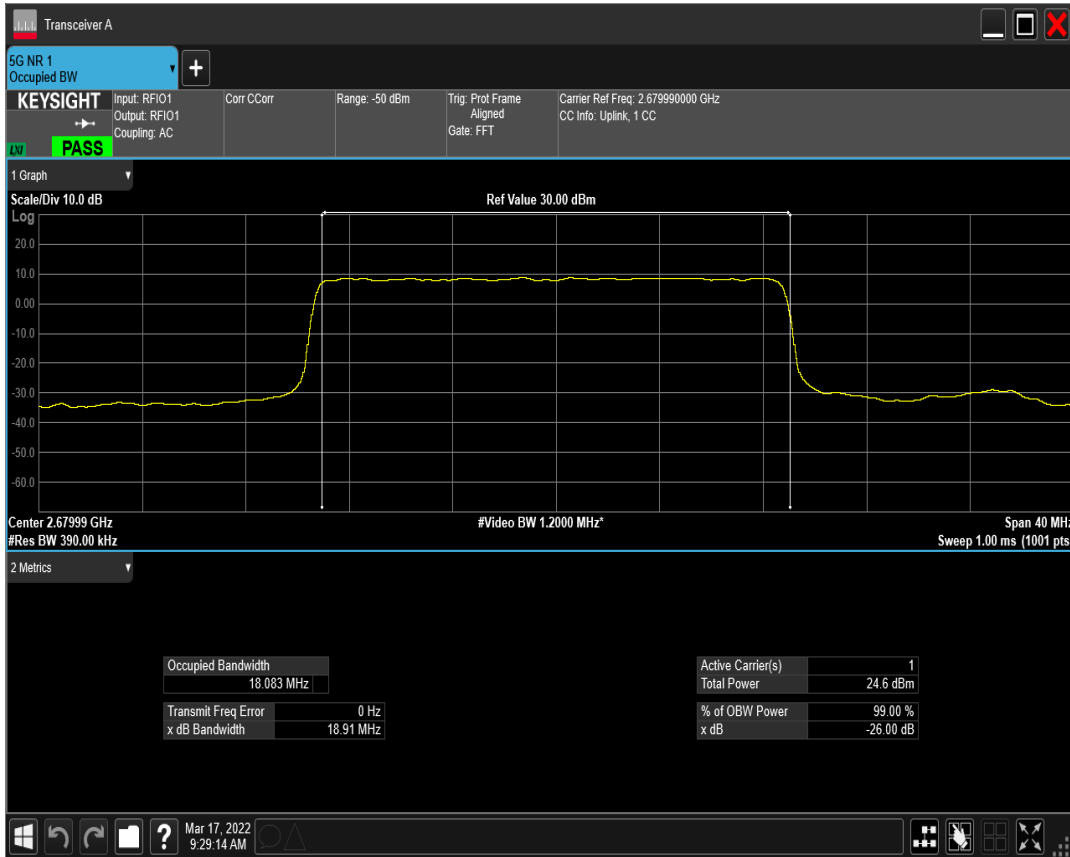 Transceiver A
5G NR 1
Occupied BW
+
KEYSIGHT
LXI
PASS
Input: RFIO1
Output: RFIO1
Coupling: AC
Corr CCorr
Range: -50 dBm
Trig: Prot Frame
Aligned
Gate: FFT
Carrier Ref Freq: 2.679990000 GHz
CC Info: Uplink, 1 CC
1 Graph
Scale/Div 10.0 dB
Ref Value 30.00 dBm
Log
20.0
10.0
0.00
-10.0
-20.0
-30.0
-40.0
-50.0
-60.0
Center 2.67999 GHz
#Video BW 1.2000 MHz*
Span 40 MHz
#Res BW 390.00 kHz
Sweep 1.00 ms (1001 pts
2 Metrics
Occupied Bandwidth
18.083 MHz
Transmit Freq Error 0 Hz
x dB Bandwidth 18.91 MHz
Active Carrier(s) 1
Total Power 24.6 dBm
% of OBW Power 99.00 %
x dB -26.00 dB
?
Mar 17, 2022
9:29:14 AM